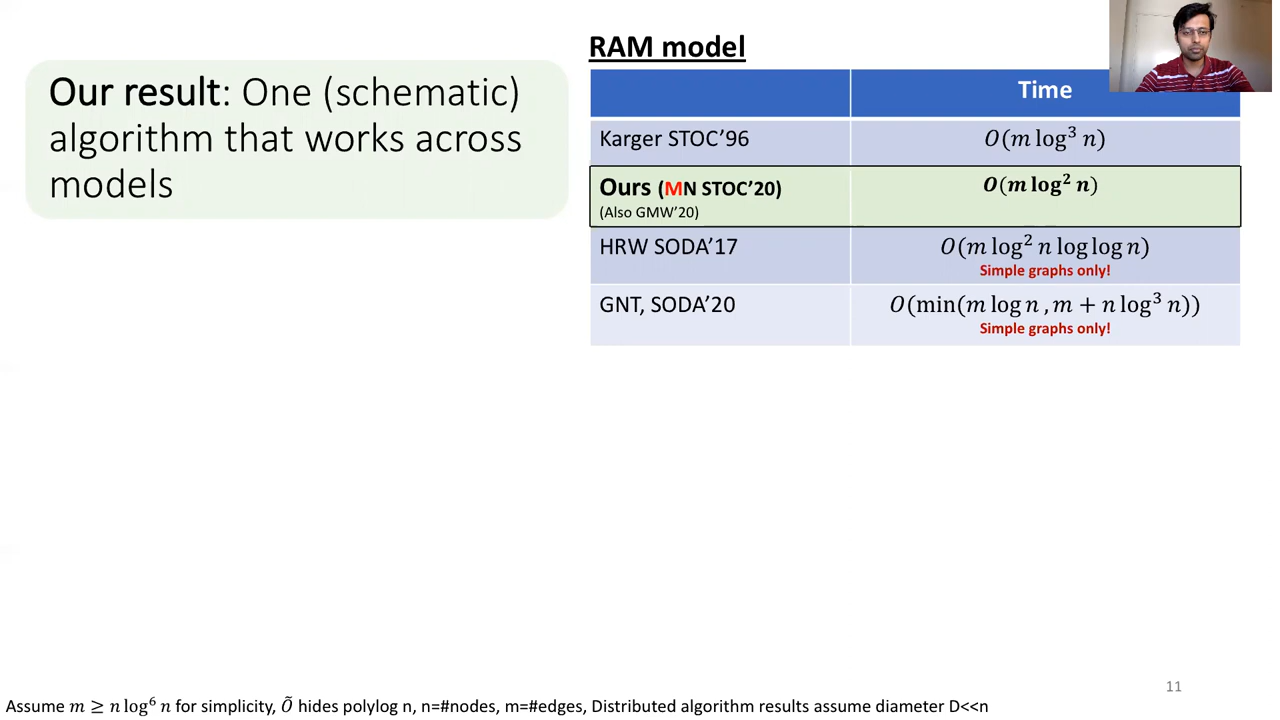 Our result: One (schematic)
algorithm that works across
models
RAM model
Time
Karger STOC'96
O(m log³ n)
Ours (MN STOC'20)
(Also GMW'20)
O(m log² n)
HRW SODA'17
O(m log² n log log n)
Simple graphs only!
GNT, SODA'20
O(min(m log n , m + n log³ n))
Simple graphs only!
11
Assume m ≥ n log⁶ n for simplicity, Õ hides polylog n, n=#nodes, m=#edges, Distributed algorithm results assume diameter D<<n